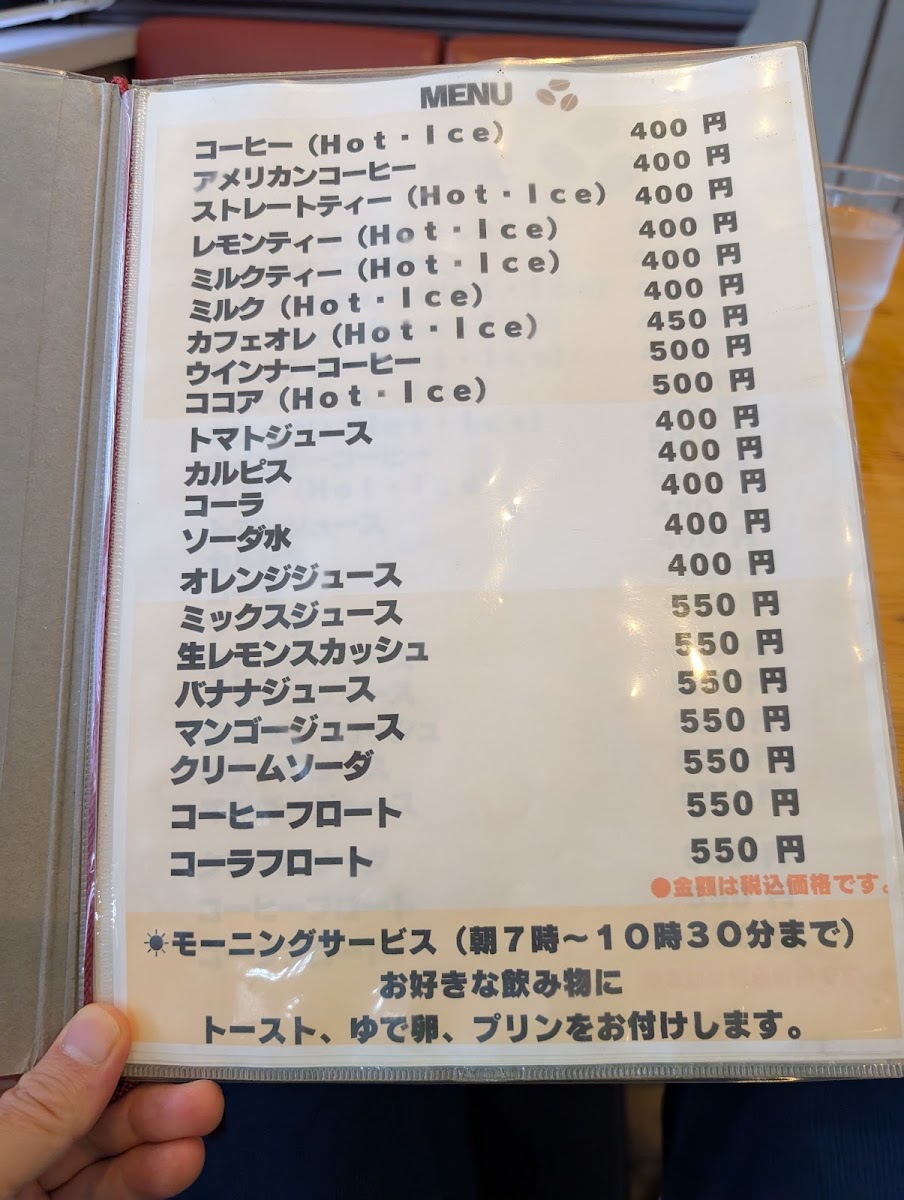 MENU
コーヒー（Hot・Ice） 400 円
アメリカンコーヒー 400 円
ストレートティー（Hot・Ice） 400 円
レモンティー（Hot・Ice） 400 円
ミルクティー（Hot・Ice） 400 円
ミルク（Hot・Ice） 400 円
カフェオレ（Hot・Ice） 450 円
ウインナーコーヒー 500 円
ココア（Hot・Ice） 500 円
トマトジュース 400 円
カルピス 400 円
コーラ 400 円
ソーダ水 400 円
オレンジジュース 400 円
ミックスジュース 550 円
生レモンスカッシュ 550 円
バナナジュース 550 円
マンゴージュース 550 円
クリームソーダ 550 円
コーヒーフロート 550 円
コーラフロート 550 円
●金額は税込価格です。
☀モーニングサービス（朝７時～１０時３０分まで）
お好きな飲み物に
トースト、ゆで卵、プリンをお付けします。